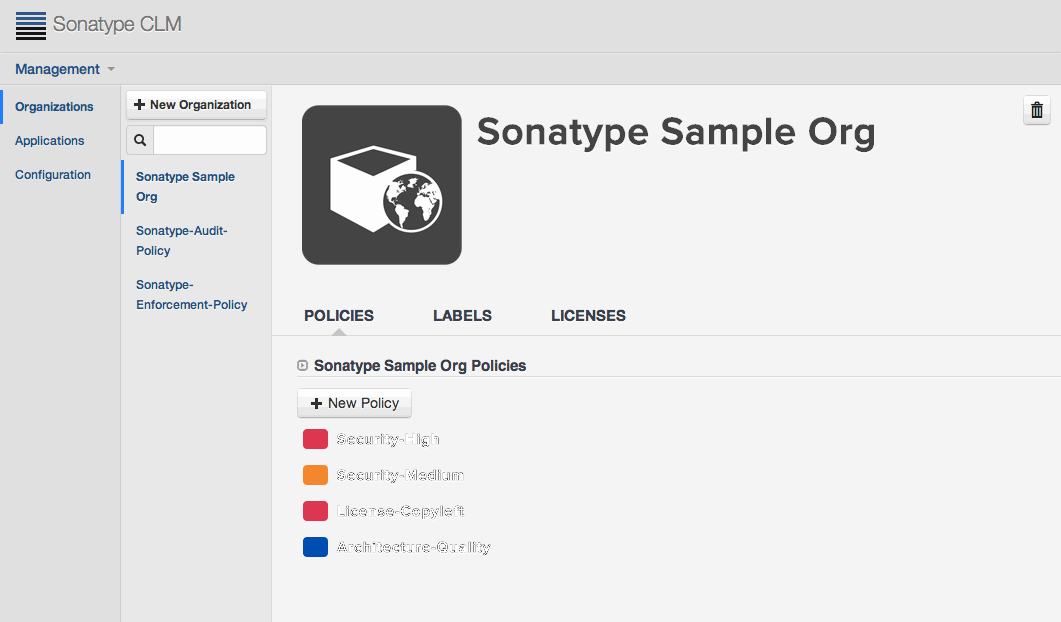 Sonatype CLM
Management
Organizations
Applications
Configuration
New Organization
Sonatype Sample
Org
Sonatype-Audit-
Policy
Sonatype-
Enforcement-Policy
Sonatype Sample Org
POLICIES LABELS LICENSES
Sonatype Sample Org Policies
New Policy
Security-High
Security-Medium
License-Copyleft
Architecture-Quality